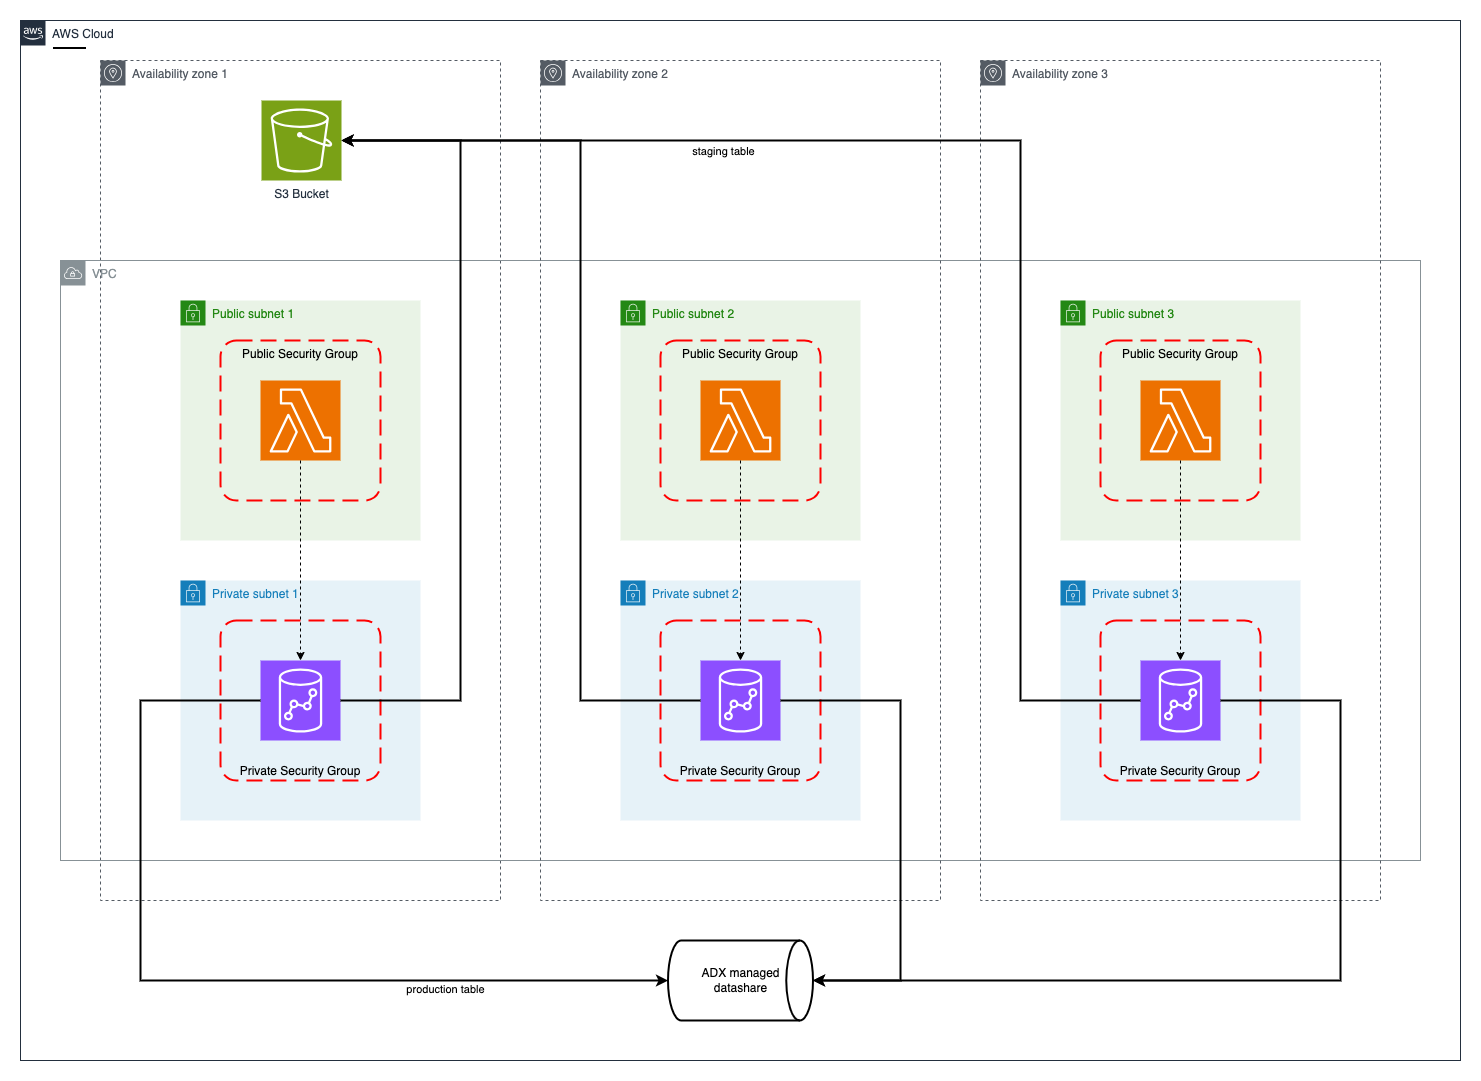 aws
AWS Cloud
Availability zone 1
Availability zone 2
Availability zone 3
staging table
S3 Bucket
VPC
Public subnet 1
Public subnet 2
Public subnet 3
Public Security Group
Public Security Group
Public Security Group
Private subnet 1
Private subnet 2
Private subnet 3
Private Security Group
Private Security Group
Private Security Group
ADX managed
datashare
production table